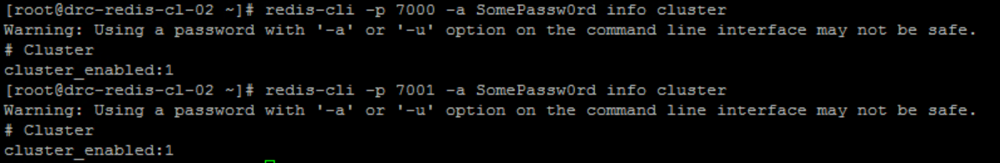 [root@drc-redis-cl-02 ~]# redis-cli -p 7000 -a SomePassw0rd info cluster
Warning: Using a password with '-a' or '-u' option on the command line interface may not be safe.
# Cluster
cluster_enabled:1
[root@drc-redis-cl-02 ~]# redis-cli -p 7001 -a SomePassw0rd info cluster
Warning: Using a password with '-a' or '-u' option on the command line interface may not be safe.
# Cluster
cluster_enabled:1